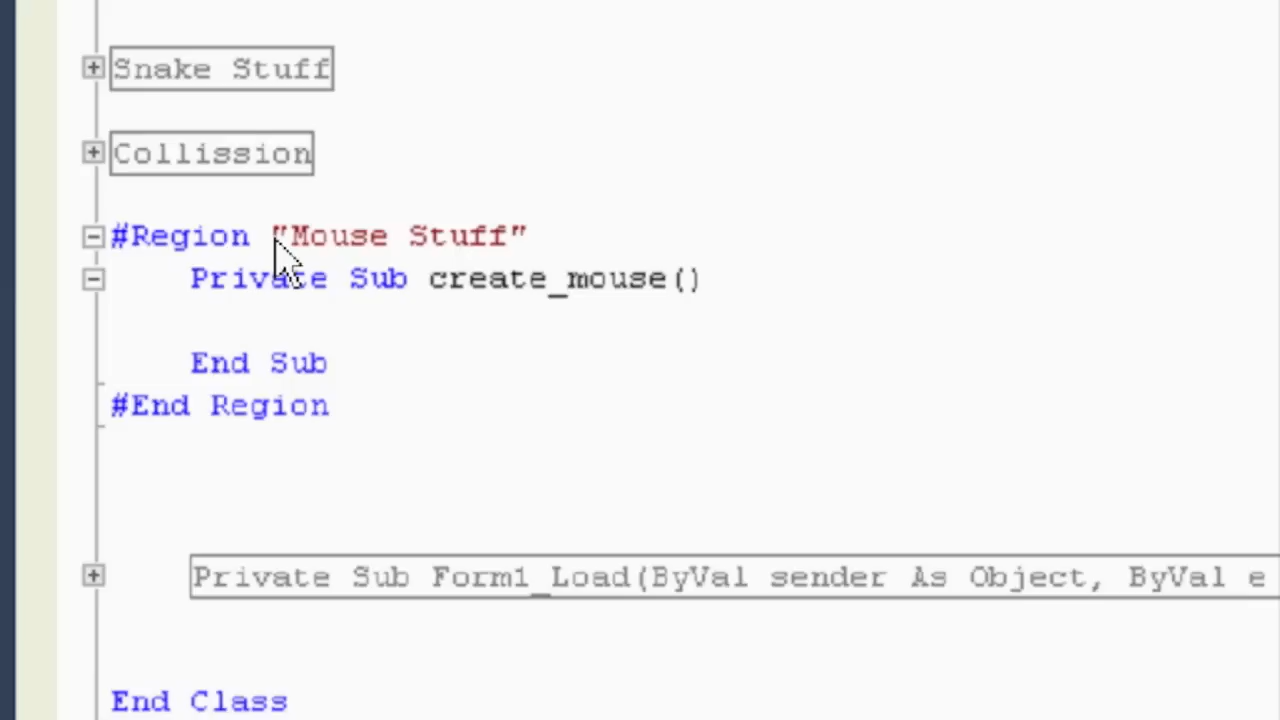 Snake Stuff
Collission
#Region "Mouse Stuff"
Private Sub create_mouse()
End Sub
#End Region
Private Sub Form1_Load(ByVal sender As Object, ByVal e
End Class